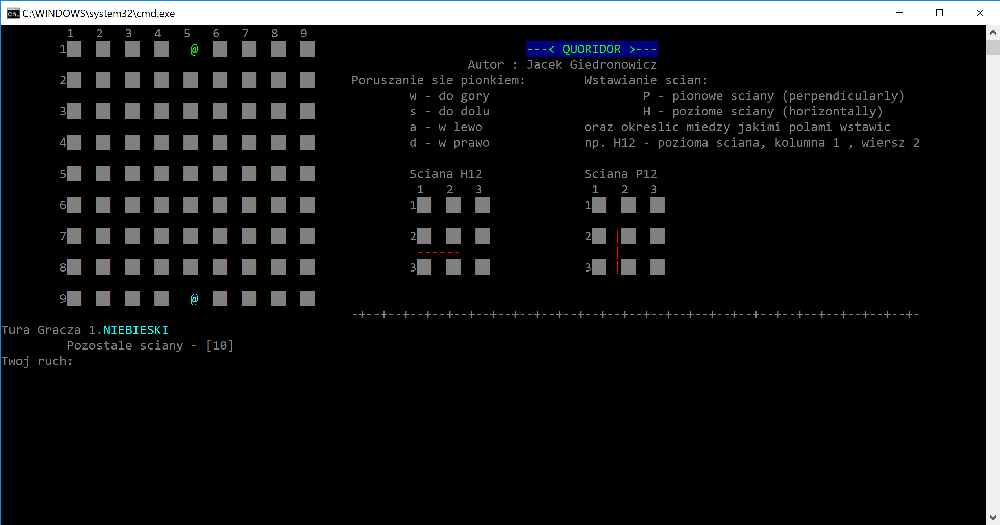 C:\WINDOWS\system32\cmd.exe
1 2 3 4 5 6 7 8 9
1 @
2
3
4
5
6
7
8
9 @
---< QUORIDOR >---
Autor : Jacek Giedronowicz
Poruszanie sie pionkiem:
w - do gory
s - do dolu
a - w lewo
d - w prawo
Wstawianie scian:
P - pionowe sciany (perpendicularly)
H - poziome sciany (horizontally)
oraz okreslic miedzy jakimi polami wstawic
np. H12 - pozioma sciana, kolumna 1 , wiersz 2
Sciana H12
1 2 3
1
2
------
3
Sciana P12
1 2 3
1
2 |
|
3 |
-+--+--+--+--+--+--+--+--+--+--+--+--+--+--+--+--+--+--+--+--+--+--+--+--+--+-
Tura Gracza 1.NIEBIESKI
Pozostale sciany - [10]
Twoj ruch: